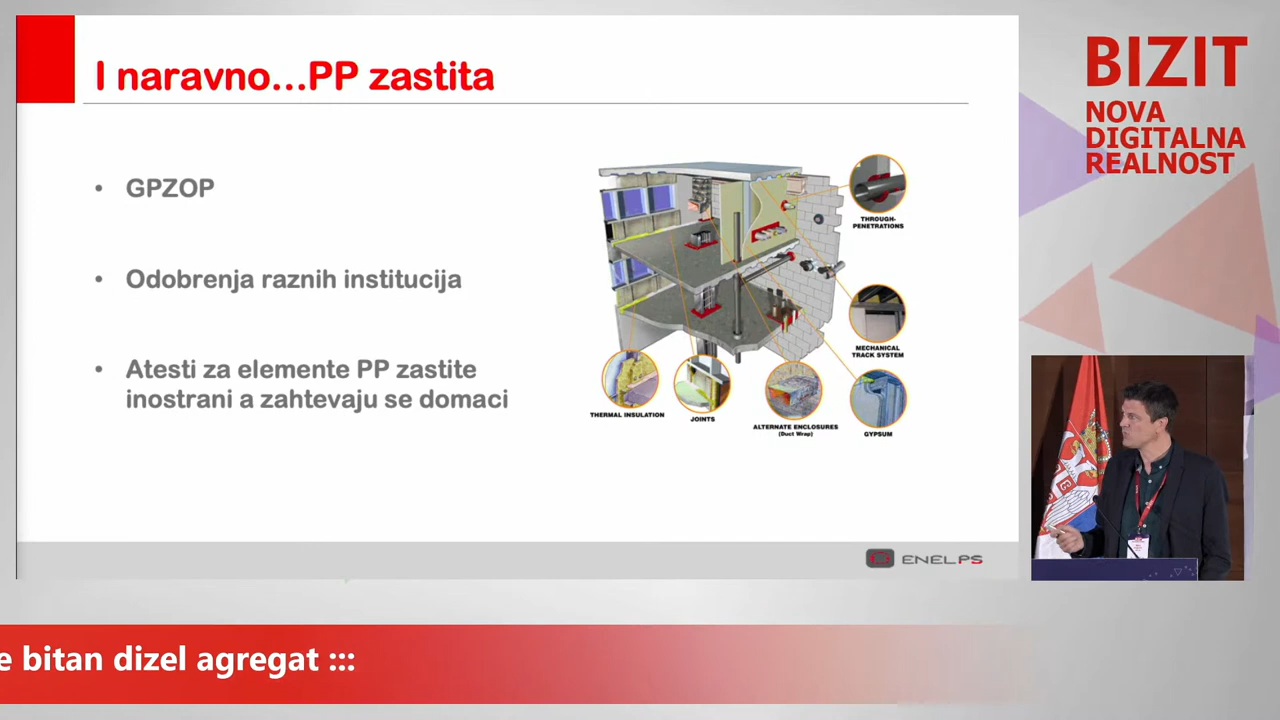 I naravno...PP zastita
• GPZOP
• Odobrenja raznih institucija
• Atesti za elemente PP zastite
inostrani a zahtevaju se domaci
THROUGH-
PENETRATIONS
MECHANICAL
TRACK SYSTEM
THERMAL INSULATION
JOINTS
ALTERNATE ENCLOSURES
(Duct Wrap)
GYPSUM
ENEL PS
BIZIT
NOVA
DIGITALNA
REALNOST
e bitan dizel agregat :::